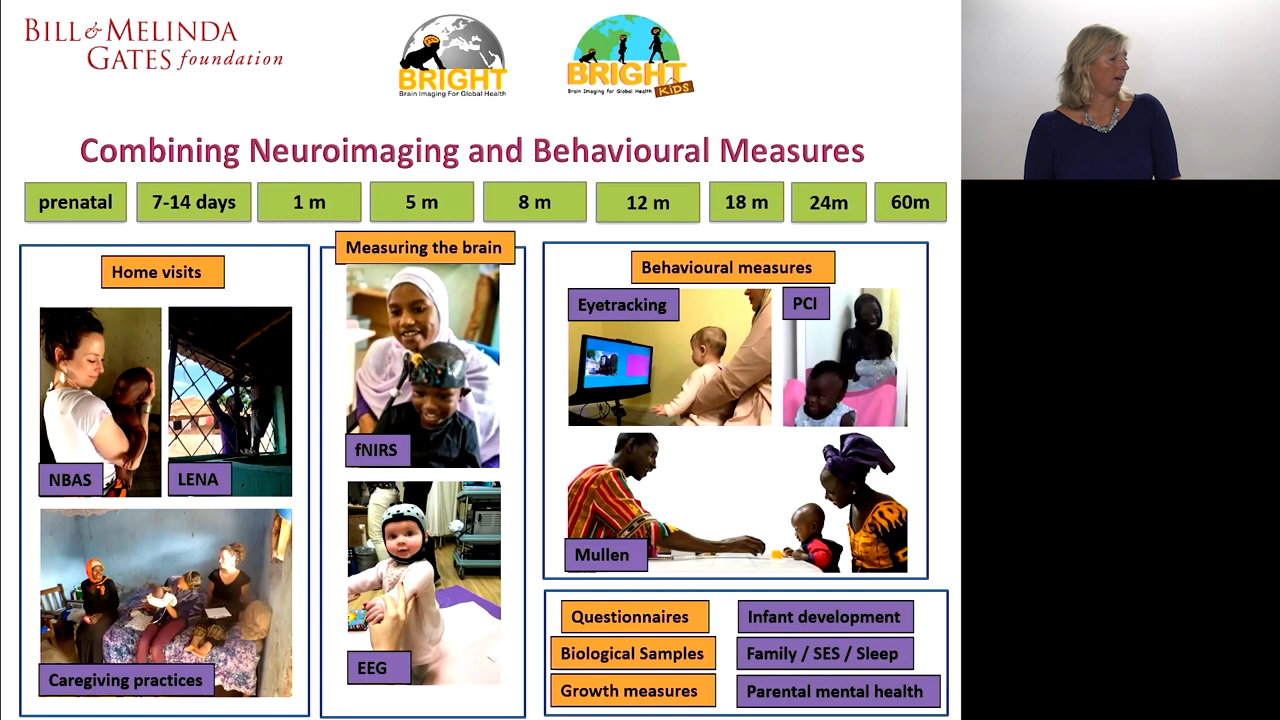 BILL & MELINDA
GATES foundation
BRIGHT
Brain Imaging For Global Health
BRIGHT
Brain Imaging for Global Health
KIDS
Combining Neuroimaging and Behavioural Measures
prenatal
7-14 days
1 m
5 m
8 m
12 m
18 m
24m
60m
Home visits
NBAS
LENA
Caregiving practices
Measuring the brain
fNIRS
EEG
Behavioural measures
Eyetracking
PCI
Mullen
Questionnaires
Infant development
Biological Samples
Family / SES / Sleep
Growth measures
Parental mental health